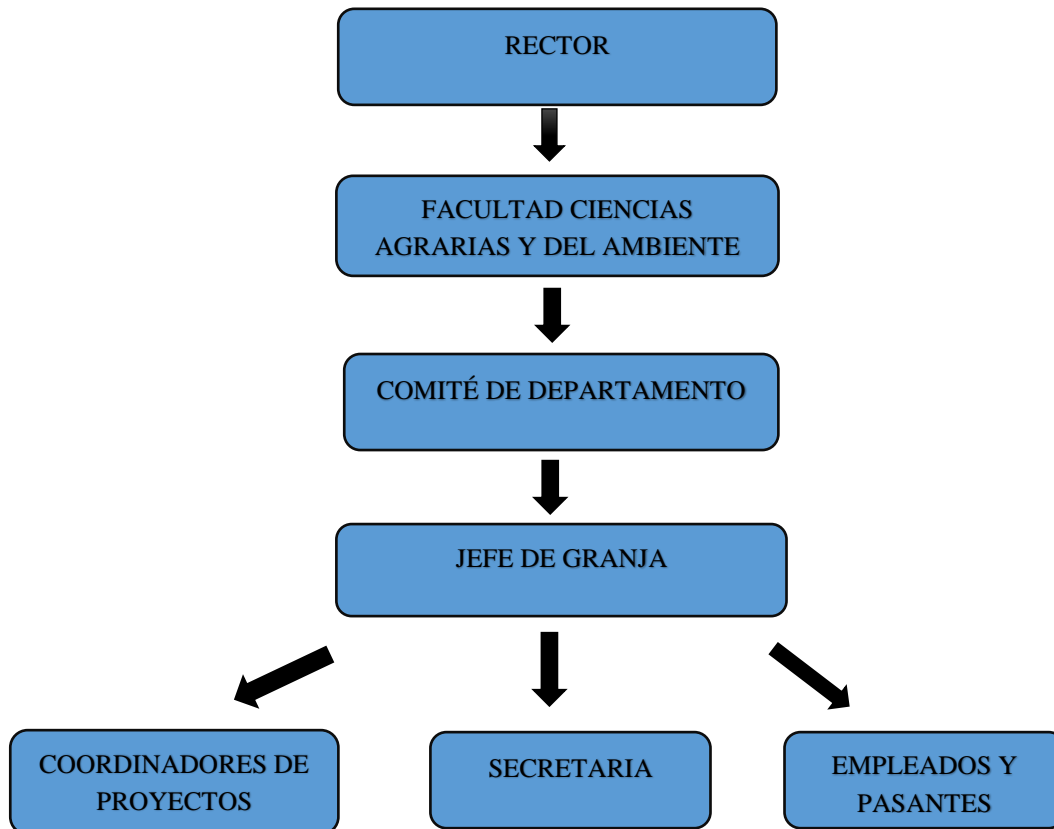 RECTOR
FACULTAD CIENCIAS
AGRARIAS Y DEL AMBIENTE
COMITÉ DE DEPARTAMENTO
JEFE DE GRANJA
COORDINADORES DE
PROYECTOS
SECRETARIA
EMPLEADOS Y
PASANTES